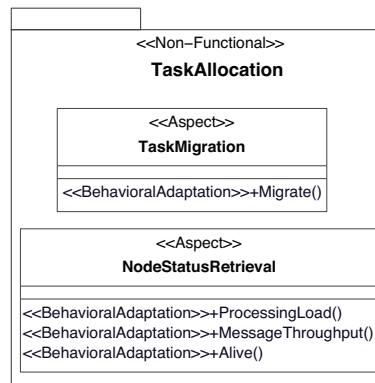 <<Non–Functional>>
TaskAllocation
<<Aspect>>
TaskMigration
<<BehavioralAdaptation>>+Migrate()
<<Aspect>>
NodeStatusRetrieval
<<BehavioralAdaptation>>+ProcessingLoad()
<<BehavioralAdaptation>>+MessageThroughput()
<<BehavioralAdaptation>>+Alive()